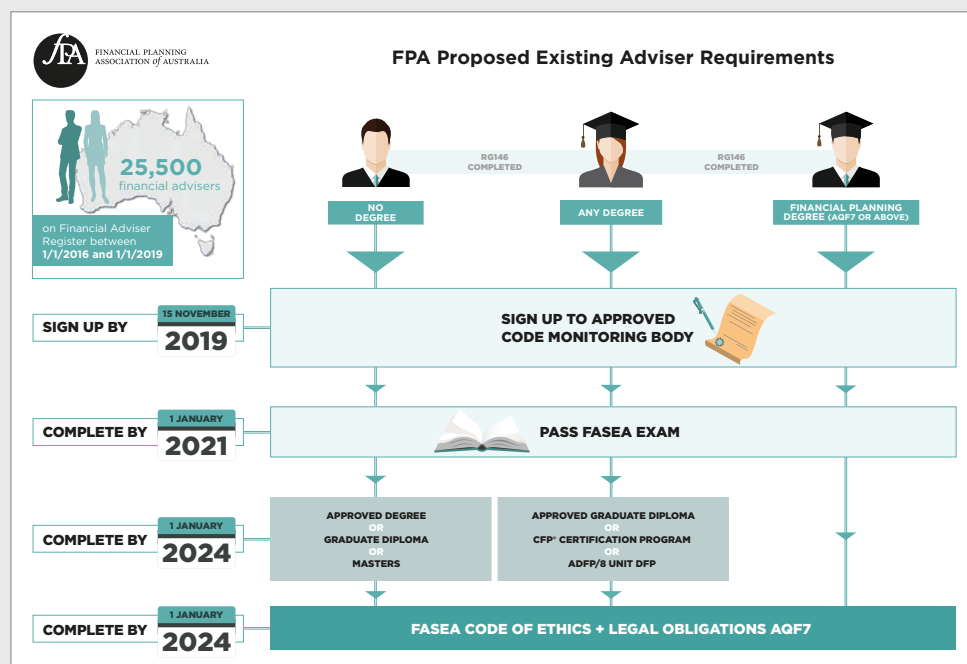 fPA
FINANCIAL PLANNING
ASSOCIATION of AUSTRALIA
FPA Proposed Existing Adviser Requirements
25,500
financial advisers
on Financial Adviser
Register between
1/1/2016 and 1/1/2019
RG146
COMPLETED
RG146
COMPLETED
NO
DEGREE
ANY DEGREE
FINANCIAL PLANNING
DEGREE (AQF7 OR ABOVE)
SIGN UP BY
15 NOVEMBER
2019
SIGN UP TO APPROVED
CODE MONITORING BODY
COMPLETE BY
1 JANUARY
2021
PASS FASEA EXAM
COMPLETE BY
1 JANUARY
2024
APPROVED DEGREE
OR
GRADUATE DIPLOMA
OR
MASTERS
APPROVED GRADUATE DIPLOMA
OR
CFP® CERTIFICATION PROGRAM
OR
ADFP/8 UNIT DFP
COMPLETE BY
1 JANUARY
2024
FASEA CODE OF ETHICS + LEGAL OBLIGATIONS AQF7